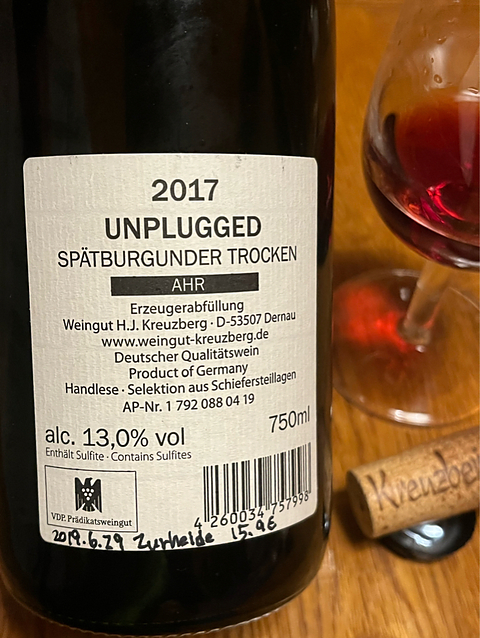 2017
UNPLUGGED
SPÄTBURGUNDER TROCKEN
AHR
Erzeugerabfüllung
Weingut H.J. Kreuzberg · D-53507 Dernau
www.weingut-kreuzberg.de
Deutscher Qualitätswein
Product of Germany
Handlese · Selektion aus Schiefersteillagen
AP-Nr. 1 792 088 04 19
750ml
alc. 13,0% vol
Enthält Sulfite · Contains Sulfites
VDP. Prädikatsweingut
4 260034 757998
2019.6.29 Zurheide 15.9€
Kreuzber